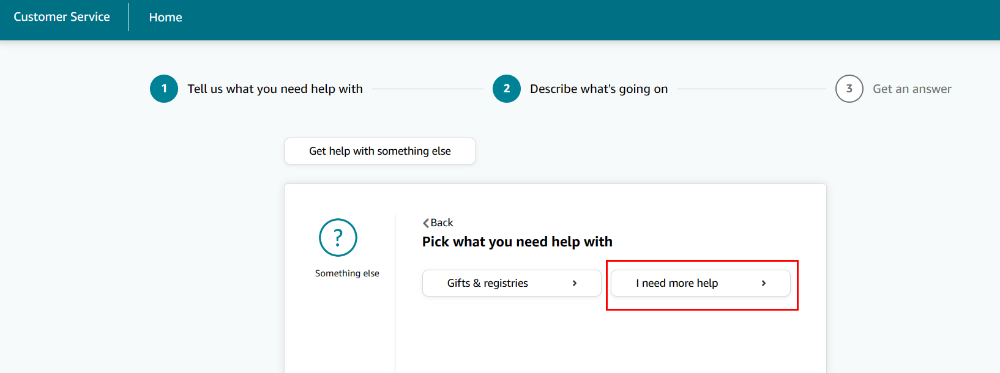 Customer Service
Home
1 Tell us what you need help with
2 Describe what's going on
3 Get an answer
Get help with something else
?
Something else
Back
Pick what you need help with
Gifts & registries
I need more help